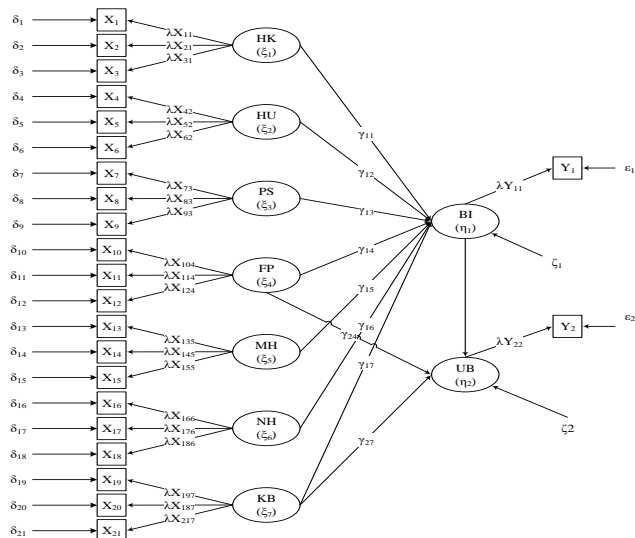 δ1 X1 λX11 HK
δ2 X2 λX21 (ξ1)
δ3 X3 λX31
δ4 X4 λX42 HU
δ5 X5 λX52 (ξ2)
δ6 X6 λX62
γ11
δ7 X7 λX73 PS γ12 λY11 Y1 ε1
δ8 X8 λX83 (ξ3) γ13 BI
δ9 X9 λX93 (η1)
δ10 X10 λX104 FP γ14
δ11 X11 λX114 (ξ4) ζ1
δ12 X12 λX124 γ15
δ13 X13 λX135 MH γ24 γ16 λY22 Y2 ε2
δ14 X14 λX145 (ξ5) γ17 UB
δ15 X15 λX155 (η2)
δ16 X16 λX166 NH
δ17 X17 λX176 (ξ6) ζ2
δ18 X18 λX186 γ27
δ19 X19 λX197 KB
δ20 X20 λX187 (ξ7)
δ21 X21 λX217